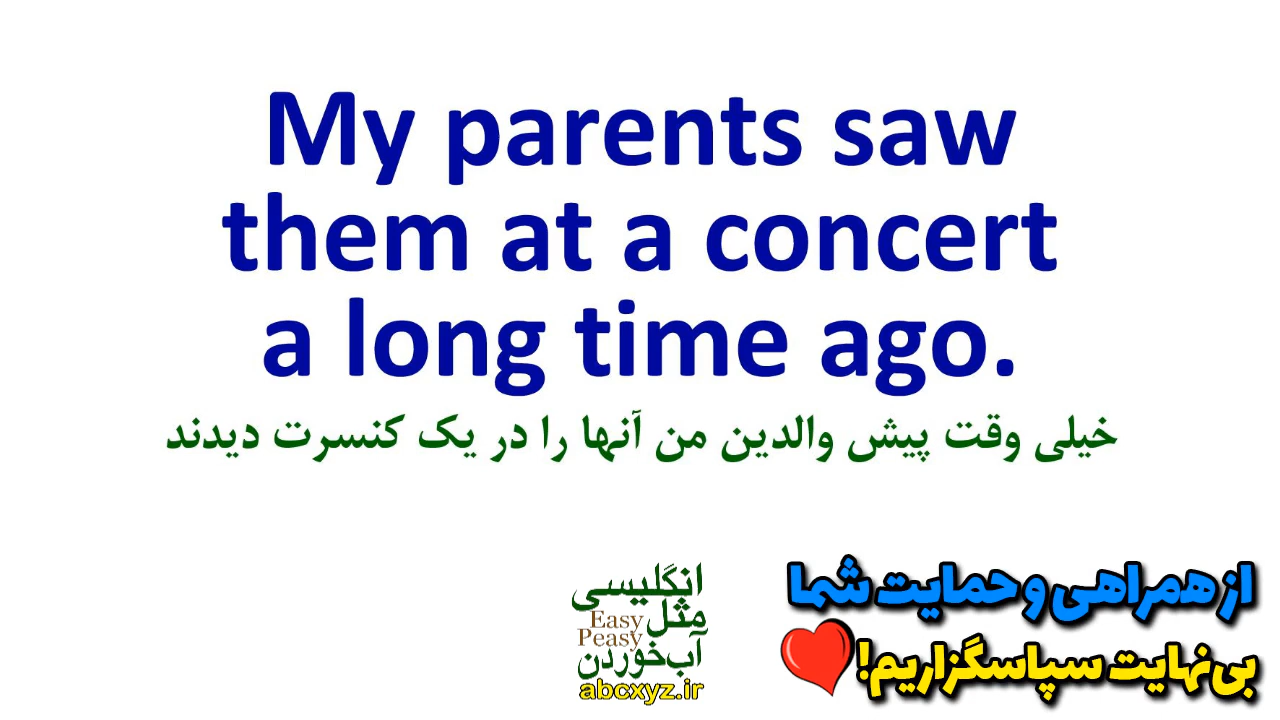 My parents saw
them at a concert
a long time ago.
خیلی وقت پیش والدین من آنها را در یک کنسرت دیدند
انگلیسی
مثل
Easy
Peasy
آب‌خوردن
abcxyz.ir
از همراهی و حمایت شما
بی‌نهایت سپاسگزاریم!